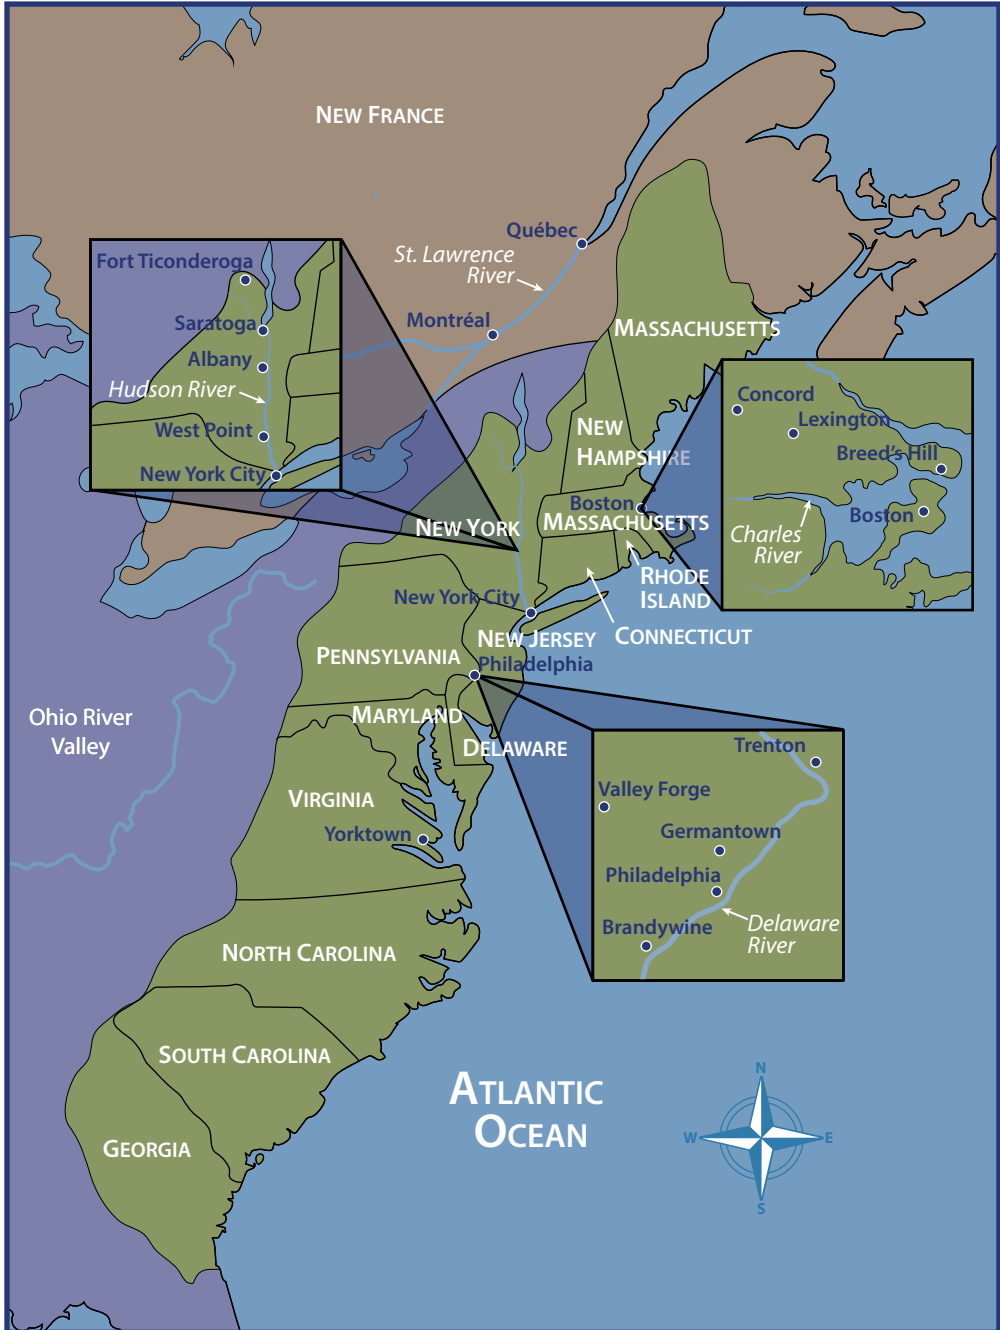 NEW FRANCE
Québec
St. Lawrence
River
Montréal
MASSACHUSETTS
Fort Ticonderoga
Saratoga
Albany
Hudson River
West Point
New York City
Concord
Lexington
Breed's Hill
Boston
Charles
River
NEW
HAMPSHIRE
Boston
MASSACHUSETTS
NEW YORK
RHODE
ISLAND
New York City
CONNECTICUT
NEW JERSEY
PENNSYLVANIA
Philadelphia
Ohio River
Valley
MARYLAND
DELAWARE
VIRGINIA
Yorktown
Trenton
Valley Forge
Germantown
Philadelphia
Brandywine
Delaware
River
NORTH CAROLINA
SOUTH CAROLINA
GEORGIA
ATLANTIC
OCEAN
N
W
E
S